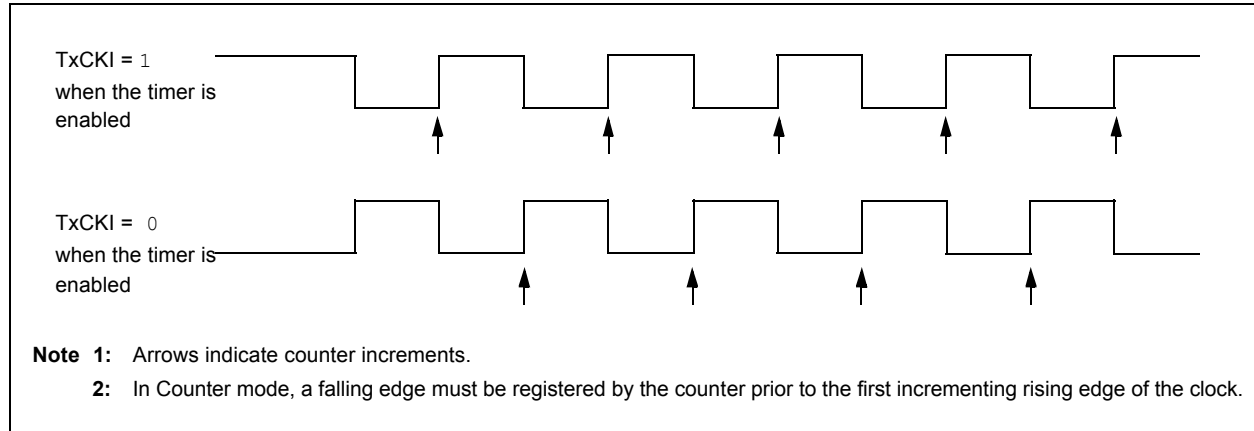 TxCKI = 1
when the timer is
enabled
TxCKI = 0
when the timer is
enabled
Note 1: Arrows indicate counter increments.
2: In Counter mode, a falling edge must be registered by the counter prior to the first incrementing rising edge of the clock.